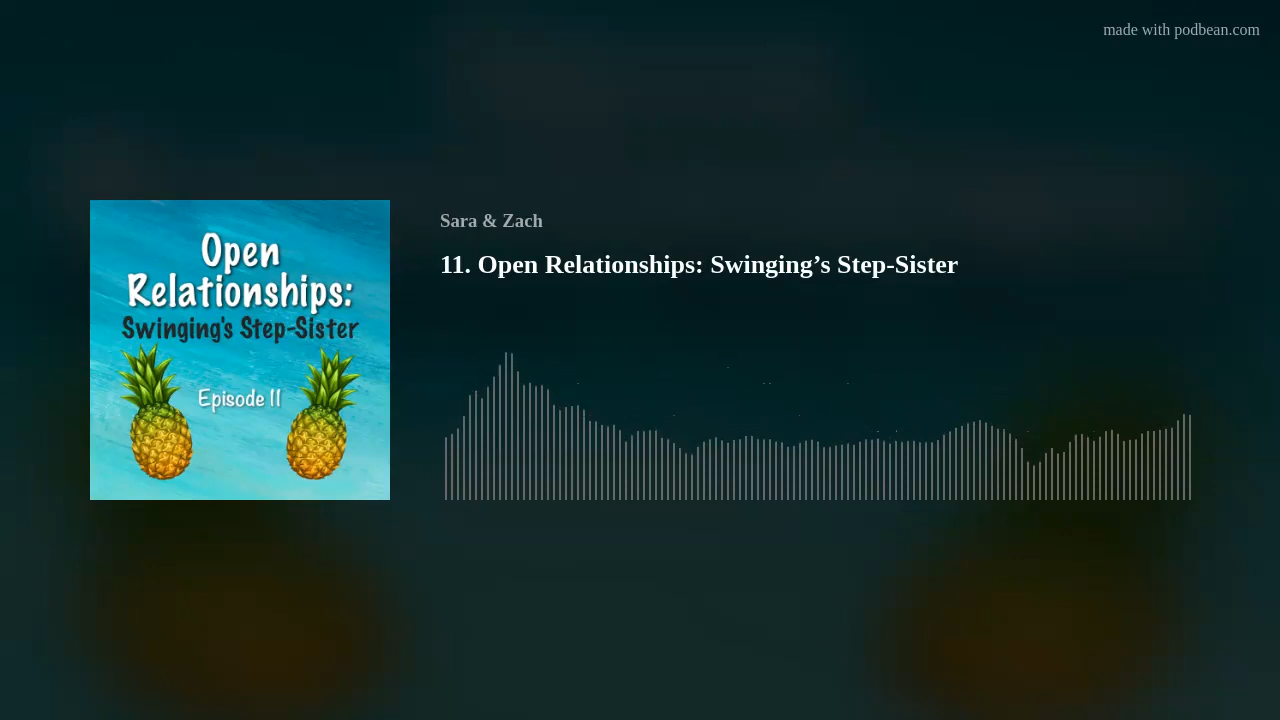 made with podbean.com
Open
Relationships:
Swinging's Step-Sister
Episode 11
Sara & Zach
11. Open Relationships: Swinging’s Step-Sister